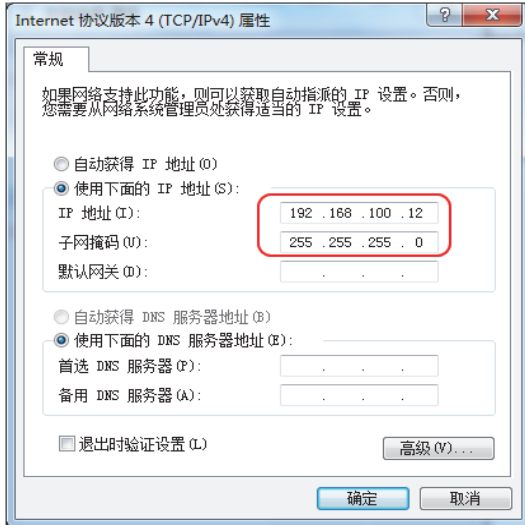 Internet 协议版本 4 (TCP/IPv4) 属性
常规
如果网络支持此功能，则可以获取自动指派的 IP 设置。否则，
您需要从网络系统管理员处获得适当的 IP 设置。
自动获得 IP 地址(O)
使用下面的 IP 地址(S):
IP 地址(I): 192 .168 .100 .12
子网掩码(U): 255 .255 .255 . 0
默认网关(D): . . .
自动获得 DNS 服务器地址(B)
使用下面的 DNS 服务器地址(E):
首选 DNS 服务器(P): . . .
备用 DNS 服务器(A): . . .
退出时验证设置(L)
高级(V)...
确定 取消